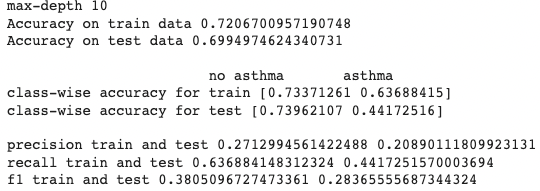 max-depth 10
Accuracy on train data 0.7206700957190748
Accuracy on test data 0.6994974624340731
no asthma asthma
class-wise accuracy for train [0.73371261 0.63688415]
class-wise accuracy for test [0.73962107 0.44172516]
precision train and test 0.2712994561422488 0.20890111809923131
recall train and test 0.636884148312324 0.4417251570003694
f1 train and test 0.3805096727473361 0.28365555687344324